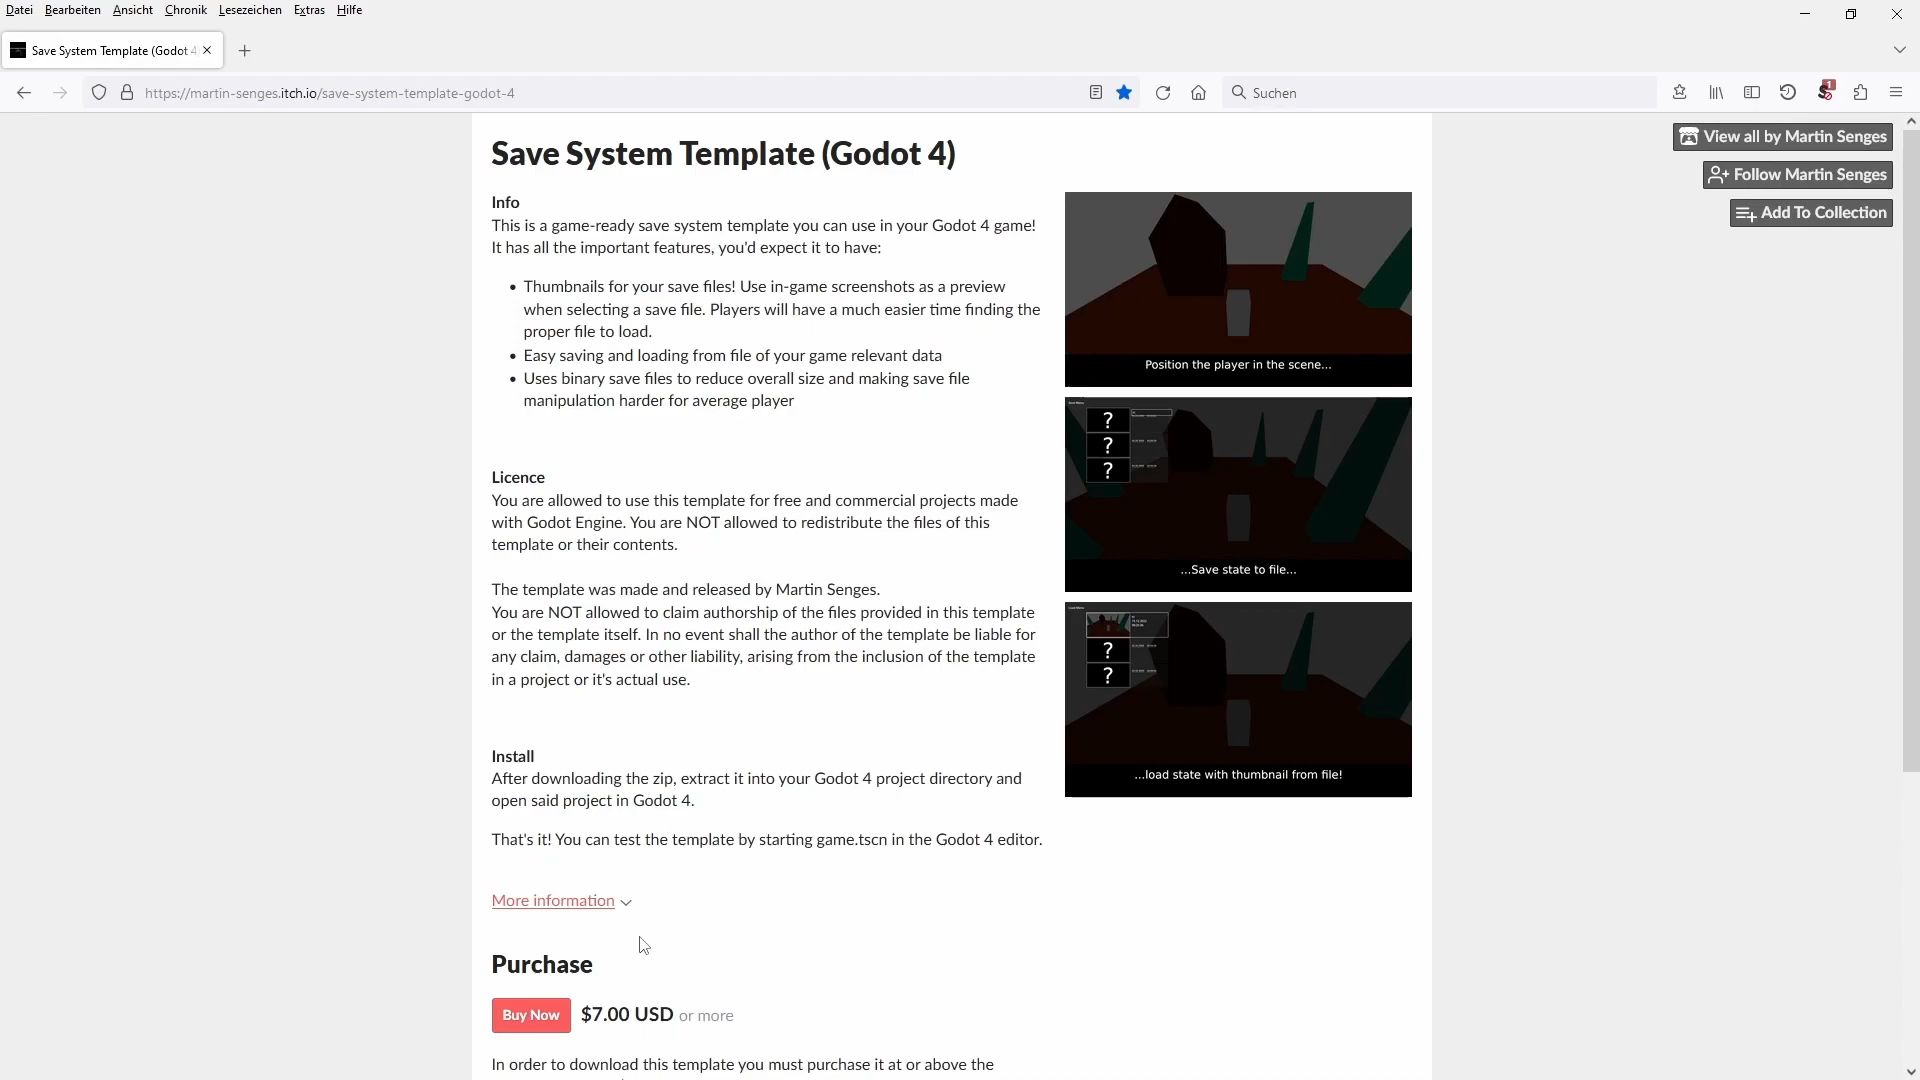 Datei Bearbeiten Ansicht Chronik Lesezeichen Extras Hilfe
Save System Template (Godot 4
https://martin-senges.itch.io/save-system-template-godot-4
Suchen
1
View all by Martin Senges
Follow Martin Senges
Add To Collection
Save System Template (Godot 4)
Info
This is a game-ready save system template you can use in your Godot 4 game!
It has all the important features, you'd expect it to have:
• Thumbnails for your save files! Use in-game screenshots as a preview
when selecting a save file. Players will have a much easier time finding the
proper file to load.
• Easy saving and loading from file of your game relevant data
• Uses binary save files to reduce overall size and making save file
manipulation harder for average player
Licence
You are allowed to use this template for free and commercial projects made
with Godot Engine. You are NOT allowed to redistribute the files of this
template or their contents.
The template was made and released by Martin Senges.
You are NOT allowed to claim authorship of the files provided in this template
or the template itself. In no event shall the author of the template be liable for
any claim, damages or other liability, arising from the inclusion of the template
in a project or it's actual use.
Install
After downloading the zip, extract it into your Godot 4 project directory and
open said project in Godot 4.
That's it! You can test the template by starting game.tscn in the Godot 4 editor.
More information
Purchase
Buy Now $7.00 USD or more
In order to download this template you must purchase it at or above the
Position the player in the scene...
?
?
?
...Save state to file...
?
?
...load state with thumbnail from file!